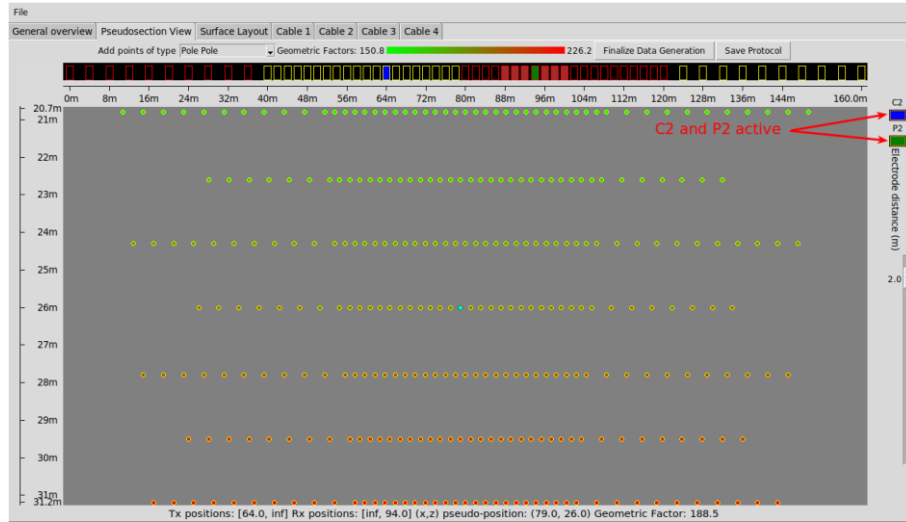 File
General overview Pseudosection View Surface Layout Cable 1 Cable 2 Cable 3 Cable 4
Add points of type Pole Pole Geometric Factors: 150.8 226.2 Finalize Data Generation Save Protocol
0m 8m 16m 24m 32m 40m 48m 56m 64m 72m 80m 88m 96m 104m 112m 120m 128m 136m 144m 160.0m
C2
C2 and P2 active
P2
Electrode distance (m)
2.0
20.7m
21m
22m
23m
24m
25m
26m
27m
28m
29m
30m
31m
31.2m
Tx positions: [64.0, inf] Rx positions: [inf, 94.0] (x,z) pseudo-position: (79.0, 26.0) Geometric Factor: 188.5